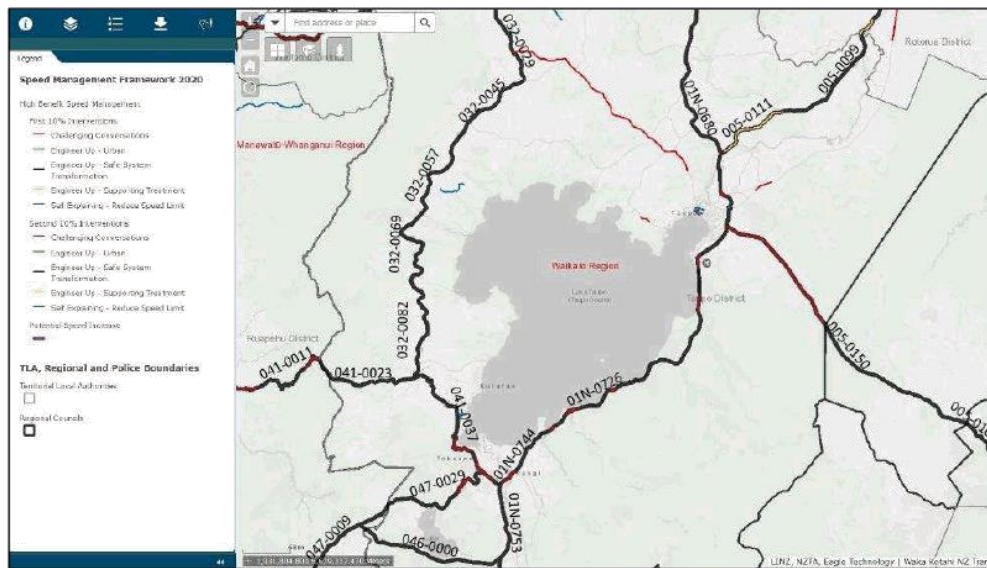 Find address or place
Legend
Speed Management Framework 2020
High Benefit Speed Management
First 10% Interventions
Challenging Conversations
Engineer Up - Urban
Engineer Up - Safe System
Transformation
Engineer Up - Supporting Treatment
Self Explaining - Reduce Speed Limit
Second 10% Interventions
Challenging Conversations
Engineer Up - Urban
Engineer Up - Safe System
Transformation
Engineer Up - Supporting Treatment
Self Explaining - Reduce Speed Limit
Potential Speed Increase
TLA, Regional and Police Boundaries
Territorial Local Authorities
Regional Councils
Rotorua District
032-0029
032-0045
01N-0680
005-0111
005-0099
Manawatū-Whanganui Region
032-0057
032-0069
Waikato Region
Taupo District
032-0082
Ruapehu District
041-0011
041-0023
005-0150
01N-0726
041-0037
01N-0744
047-0029
01N-0753
047-0009
046-0000
LINZ, NZTA, Eagle Technology | Waka Kotahi NZ Tran